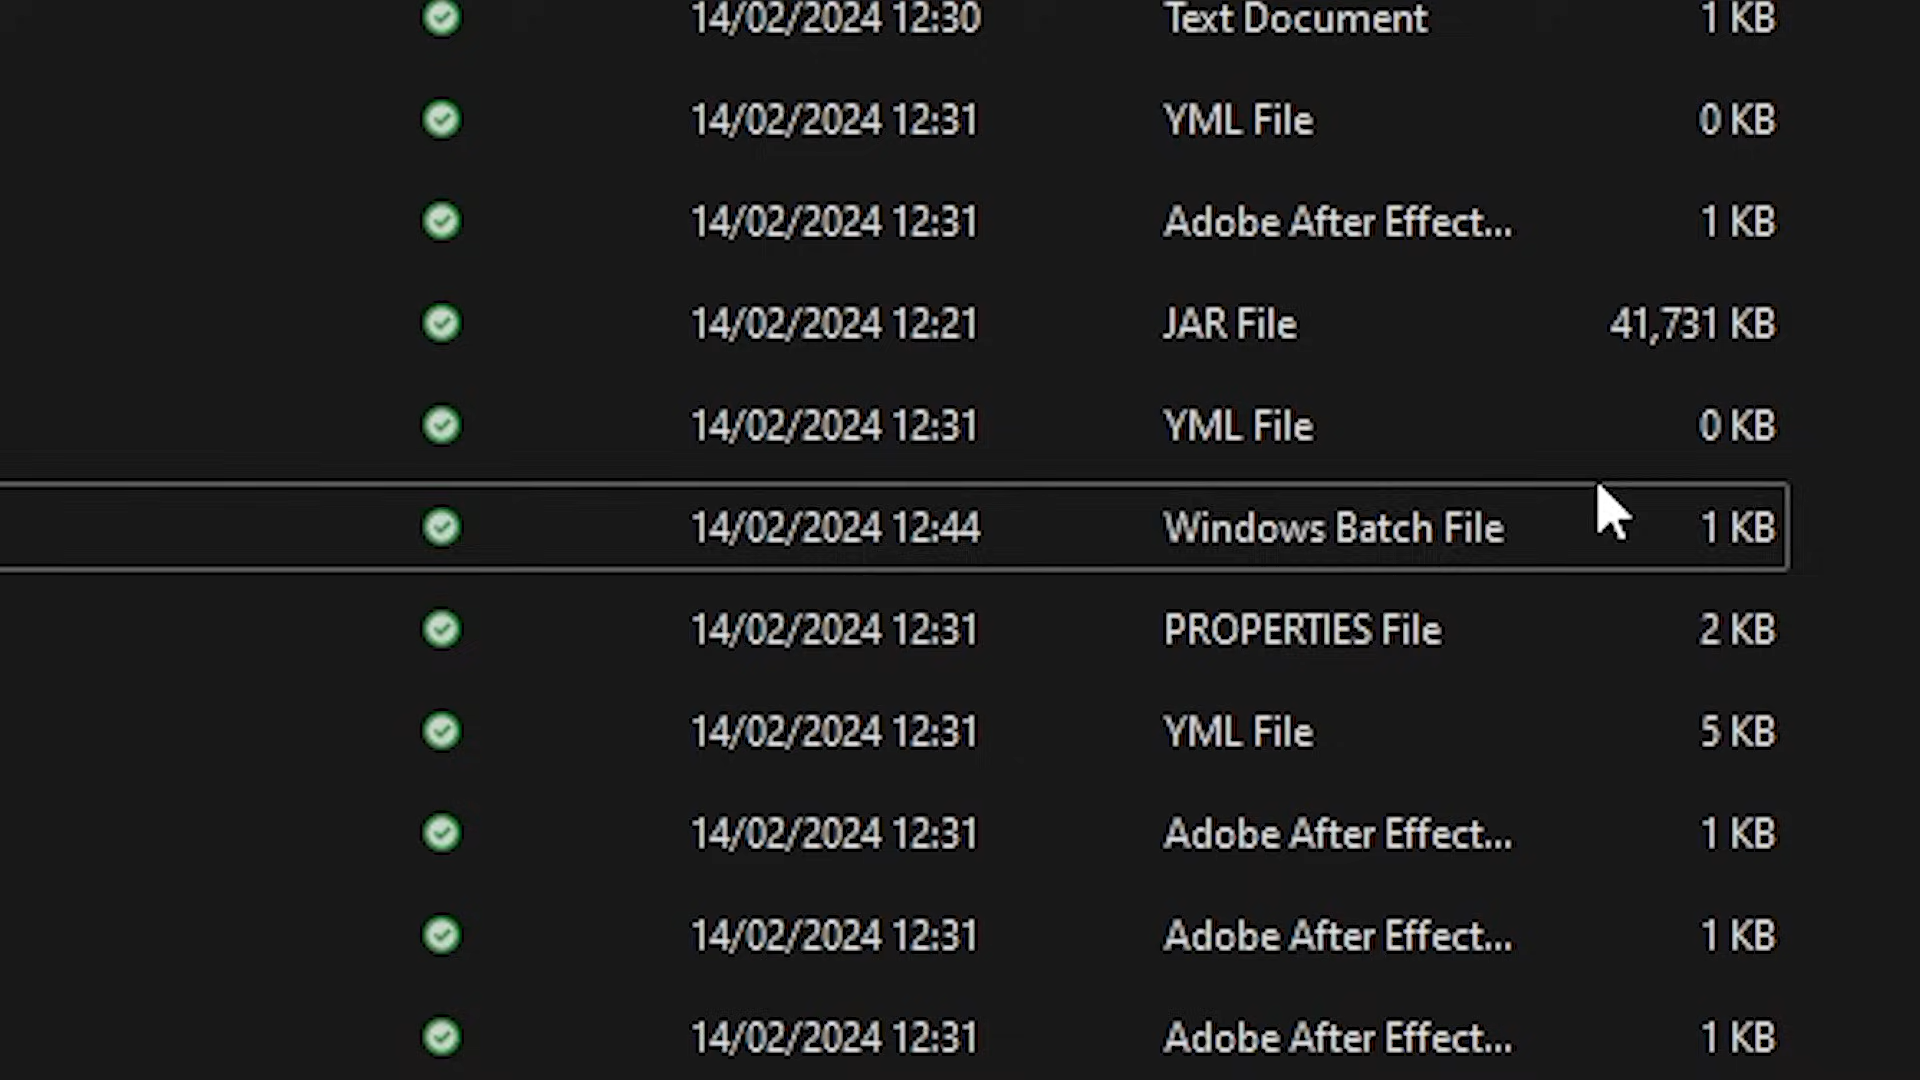 14/02/2024 12:30 Text Document 1 KB
14/02/2024 12:31 YML File 0 KB
14/02/2024 12:31 Adobe After Effect... 1 KB
14/02/2024 12:21 JAR File 41,731 KB
14/02/2024 12:31 YML File 0 KB
14/02/2024 12:44 Windows Batch File 1 KB
14/02/2024 12:31 PROPERTIES File 2 KB
14/02/2024 12:31 YML File 5 KB
14/02/2024 12:31 Adobe After Effect... 1 KB
14/02/2024 12:31 Adobe After Effect... 1 KB
14/02/2024 12:31 Adobe After Effect... 1 KB